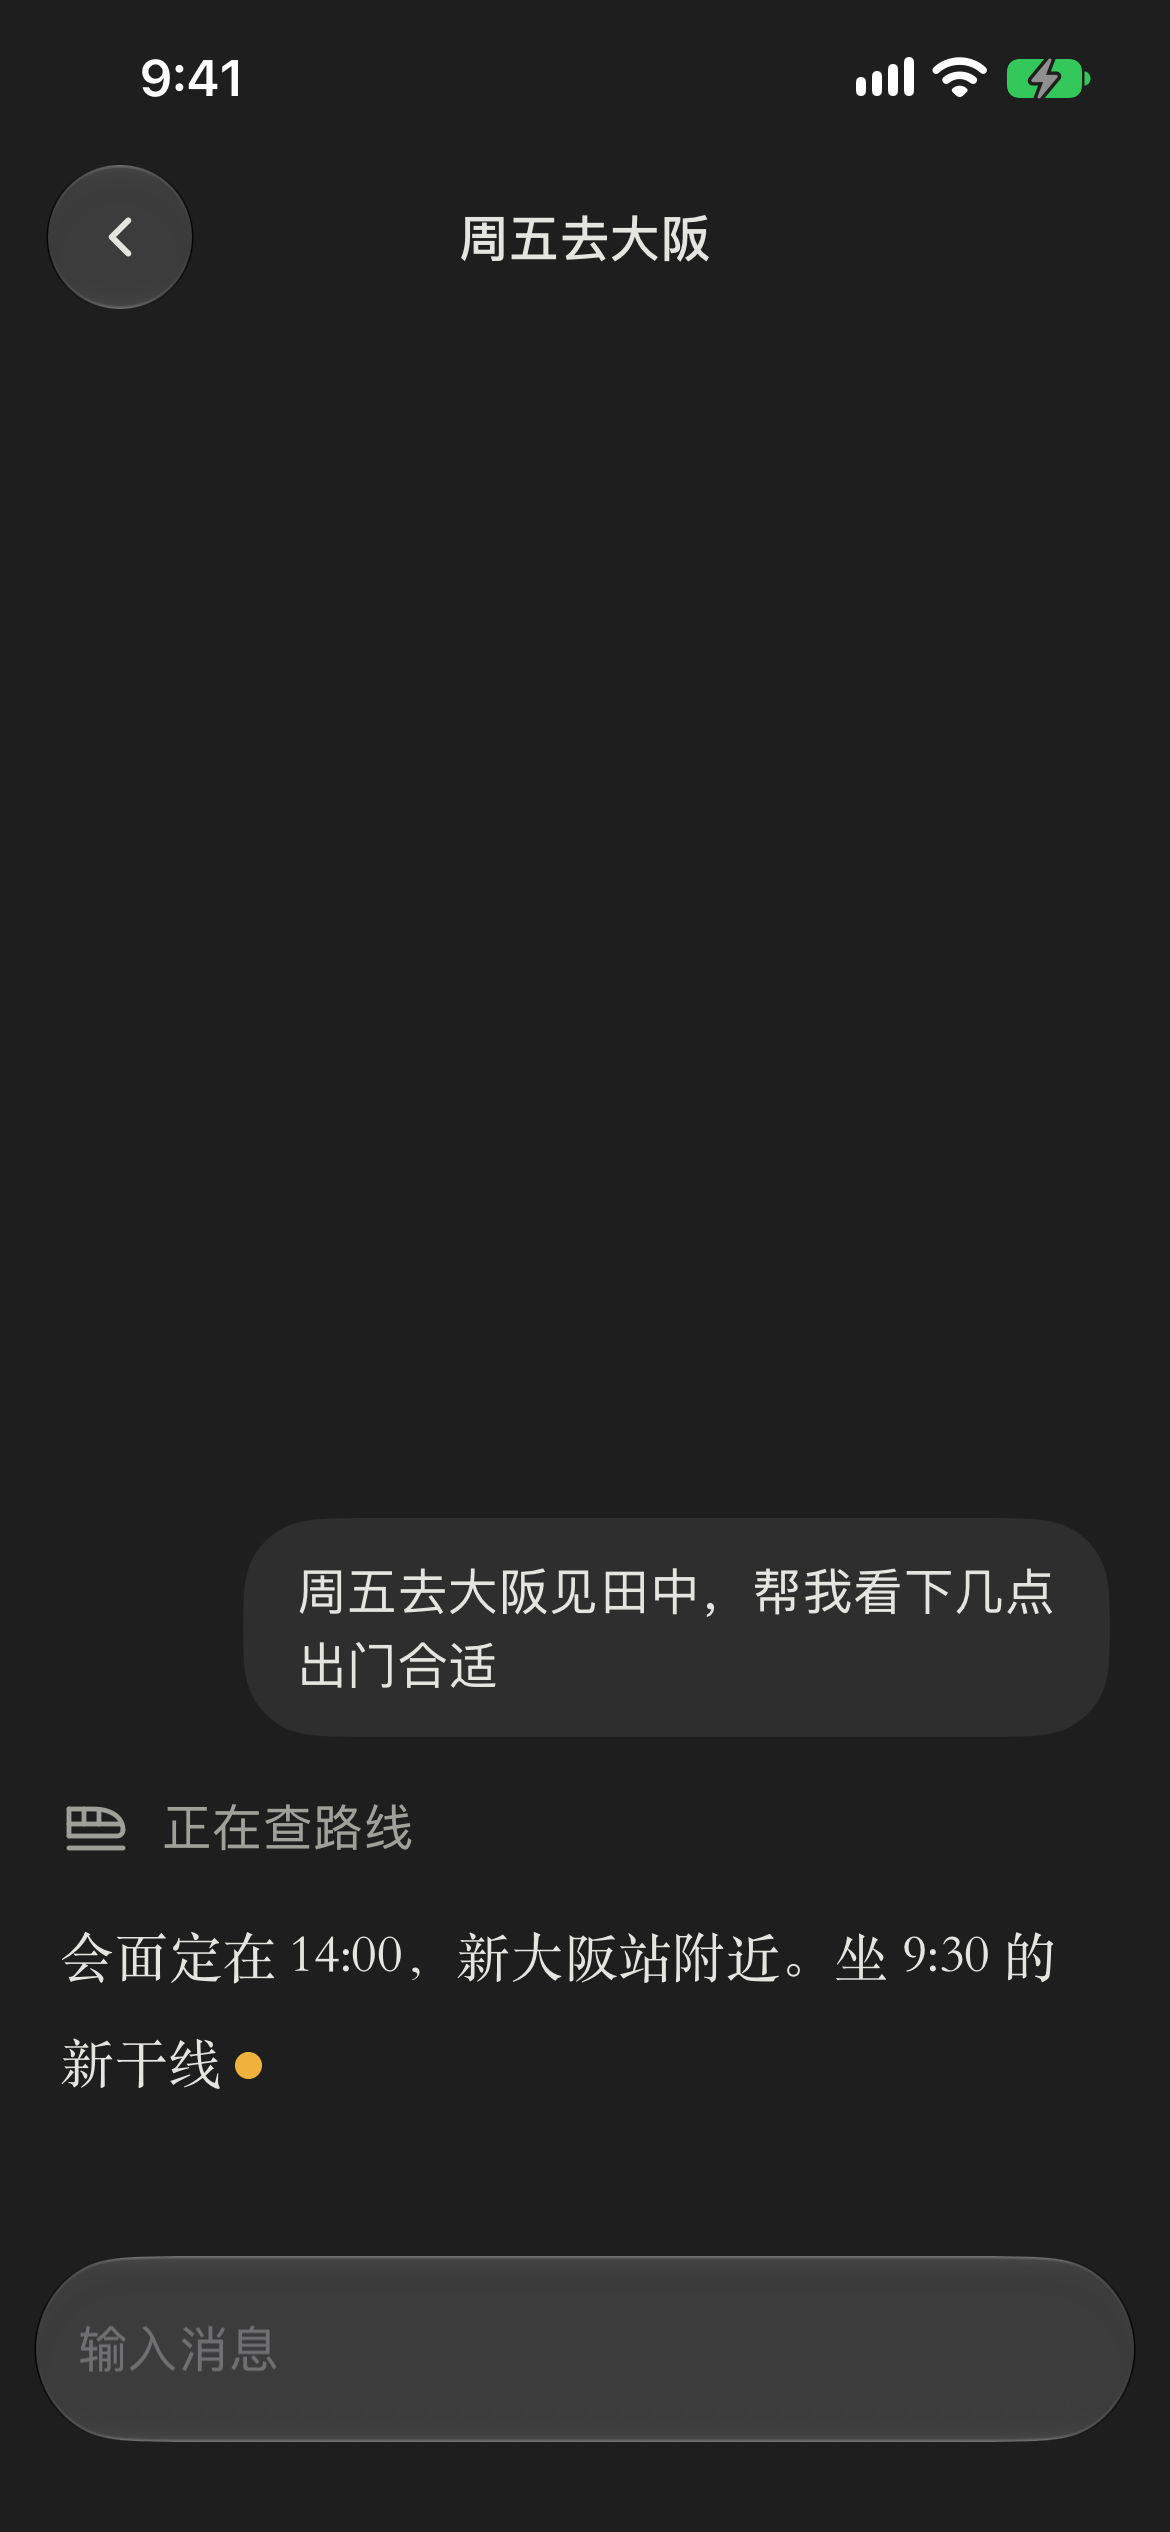 9:41
周五去大阪
周五去大阪见田中，帮我看下几点
出门合适
正在查路线
会面定在 14:00，新大阪站附近。坐 9:30 的
新干线
输入消息